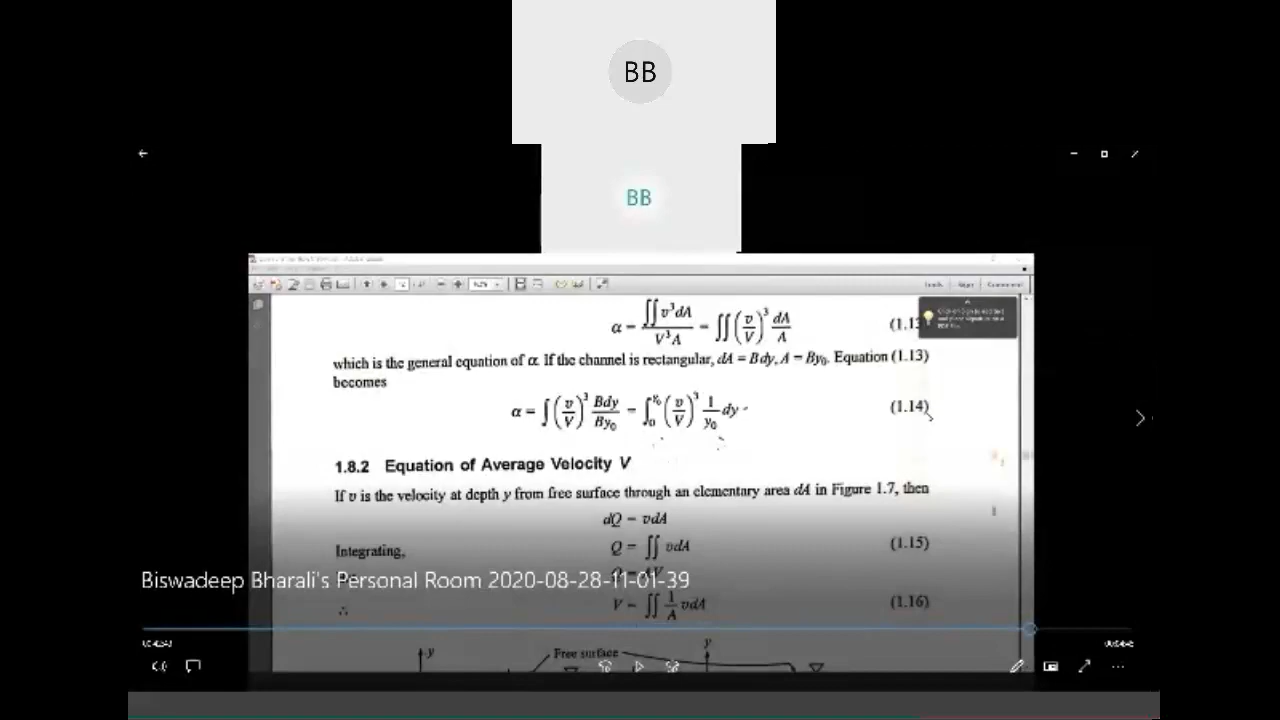 BB
BB
α = ∬ v³dA / V³A = ∬ (v/V)³ dA/A (1.13
which is the general equation of α. If the channel is rectangular, dA = Bdy, A = By₀. Equation (1.13)
becomes
α = ∫ (v/V)³ Bdy/By₀ = ∫₀^y₀ (v/V)³ 1/y₀ dy (1.14)
1.8.2 Equation of Average Velocity V
If v is the velocity at depth y from free surface through an elementary area dA in Figure 1.7, then
dQ = vdA
Integrating, Q = ∬ vdA (1.15)
Biswadeep Bharali's Personal Room 2020-08-28-11-01-39
∴ V = ∬ 1/A vdA (1.16)
y Free surface y